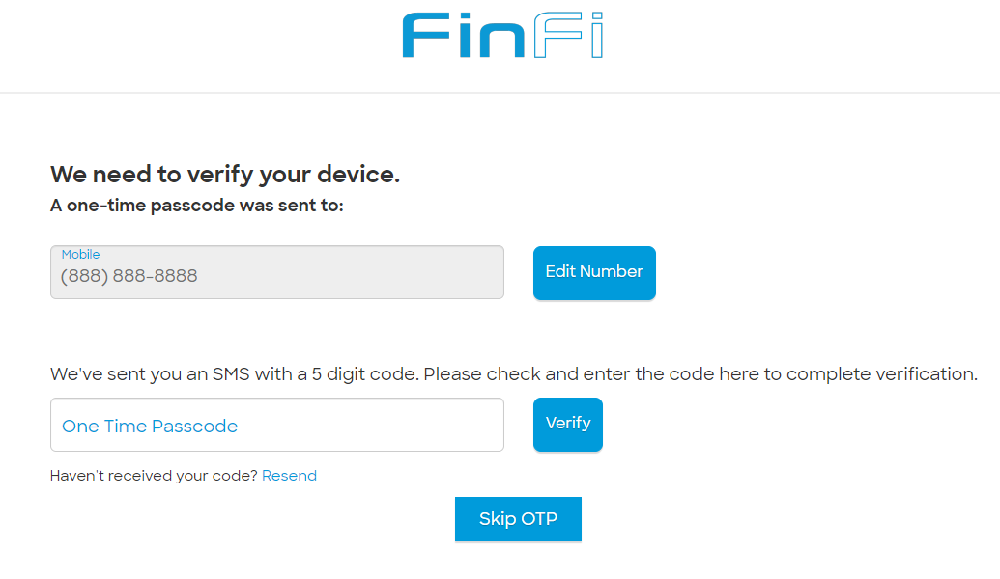 FinFi
We need to verify your device.
A one-time passcode was sent to:
Mobile
(888) 888-8888
Edit Number
We've sent you an SMS with a 5 digit code. Please check and enter the code here to complete verification.
One Time Passcode
Verify
Haven't received your code? Resend
Skip OTP